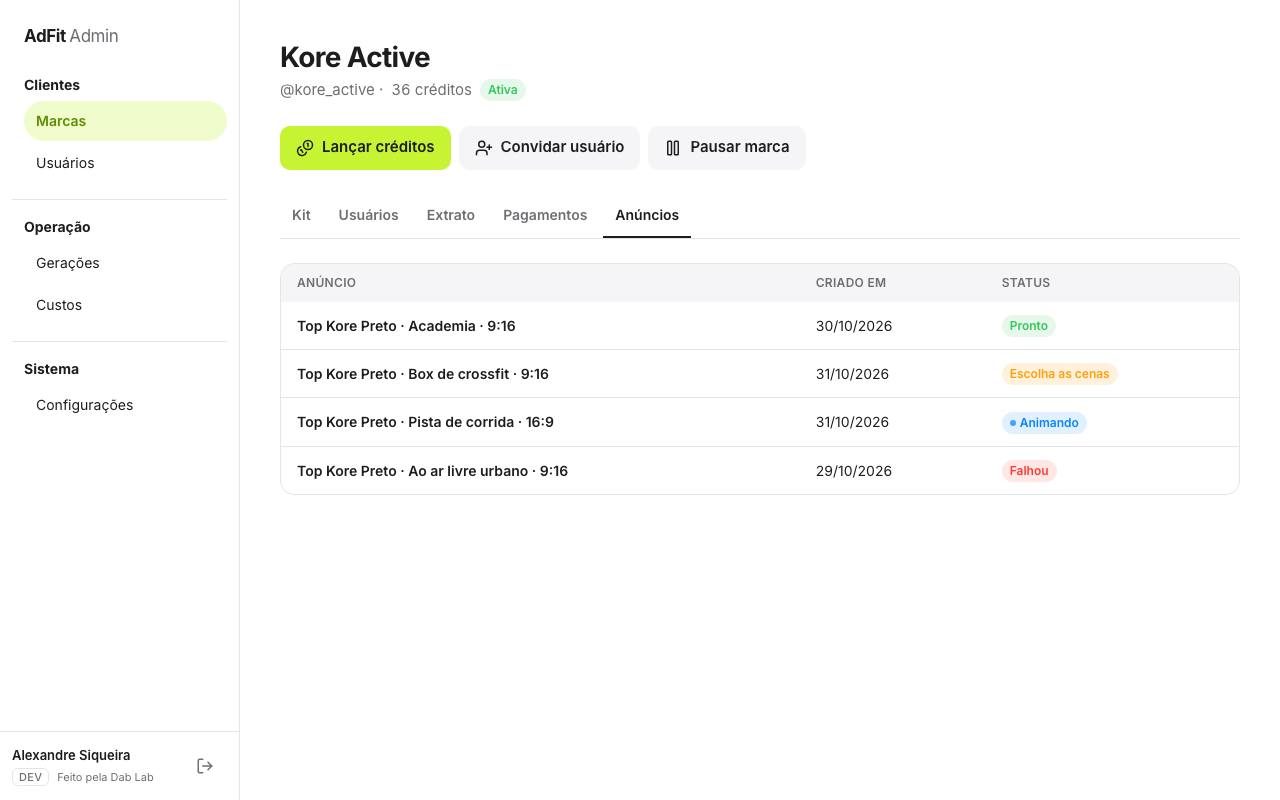 AdFit Admin
Clientes
Marcas
Usuários
Operação
Gerações
Custos
Sistema
Configurações
Alexandre Siqueira
DEV Feito pela Dab Lab
Kore Active
@kore_active · 36 créditos Ativa
Lançar créditos Convidar usuário Pausar marca
Kit Usuários Extrato Pagamentos Anúncios
ANÚNCIO CRIADO EM STATUS
Top Kore Preto · Academia · 9:16 30/10/2026 Pronto
Top Kore Preto · Box de crossfit · 9:16 31/10/2026 Escolha as cenas
Top Kore Preto · Pista de corrida · 16:9 31/10/2026 Animando
Top Kore Preto · Ao ar livre urbano · 9:16 29/10/2026 Falhou